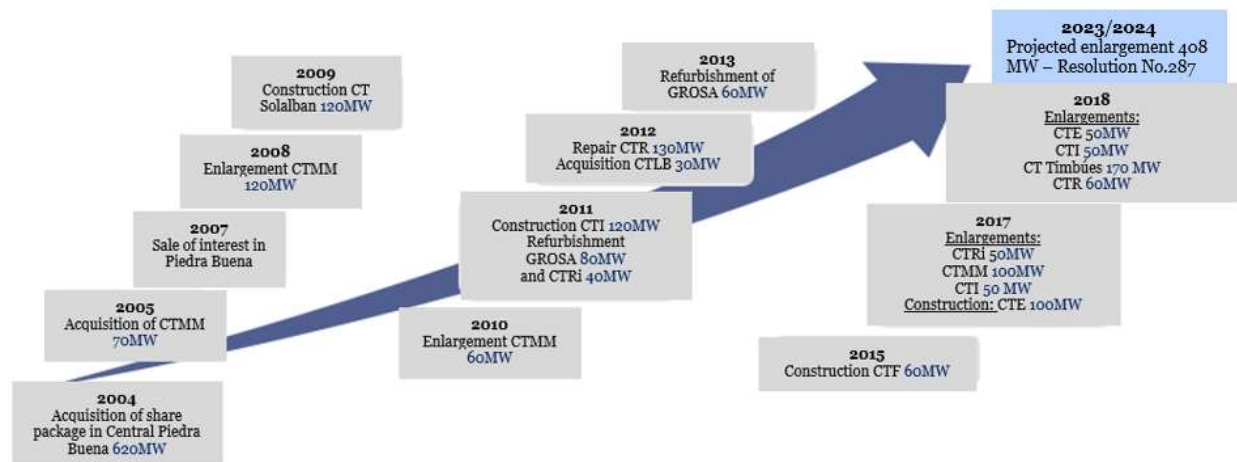 2004
Acquisition of share
package in Central Piedra
Buena 620MW
2005
Acquisition of CTMM
70MW
2007
Sale of interest in
Piedra Buena
2008
Enlargement CTMM
120MW
2009
Construction CT
Solalban 120MW
2010
Enlargement CTMM
60MW
2011
Construction CTI 120MW
Refurbishment
GROSA 80MW
and CTRi 40MW
2012
Repair CTR 130MW
Acquisition CTLB 30MW
2013
Refurbishment of
GROSA 60MW
2015
Construction CTF 60MW
2017
Enlargements:
CTRi 50MW
CTMM 100MW
CTI 50 MW
Construction: CTE 100MW
2018
Enlargements:
CTE 50MW
CTI 50MW
CT Timbúes 170 MW
CTR 60MW
2023/2024
Projected enlargement 408
MW – Resolution No.287